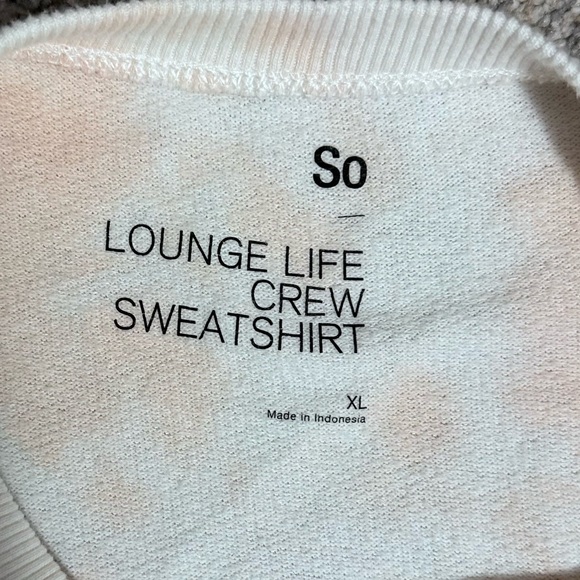 So
LOUNGE LIFE
CREW
SWEATSHIRT
XL
Made in Indonesia